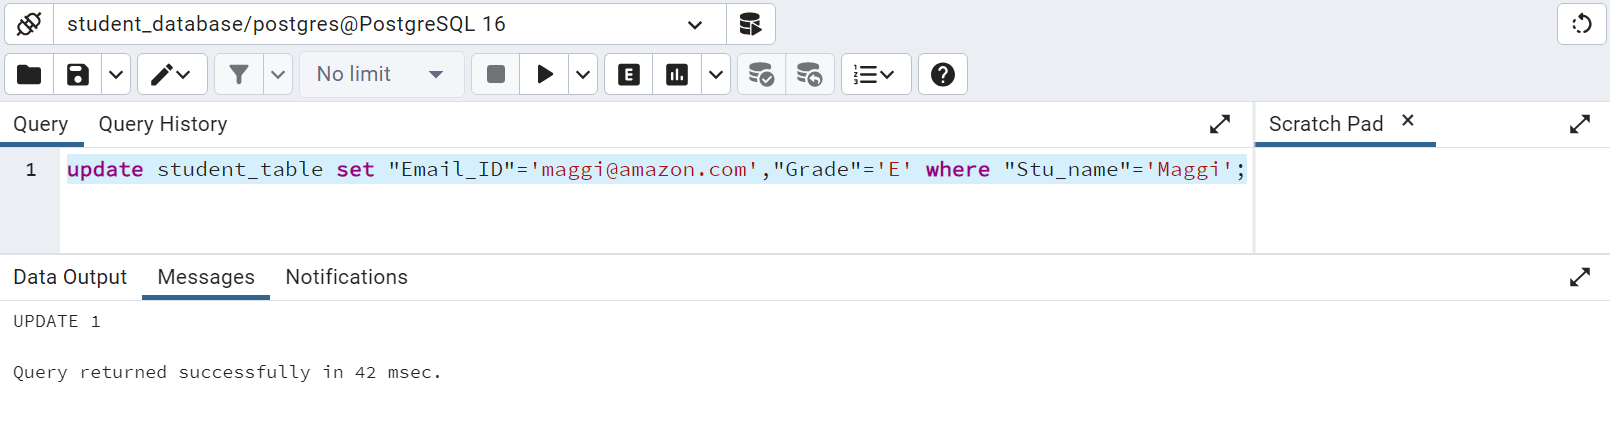 student_database/postgres@PostgreSQL 16
No limit
E
Query Query History
Scratch Pad ×
1 update student_table set "Email_ID"='maggi@amazon.com',"Grade"='E' where "Stu_name"='Maggi';
Data Output Messages Notifications
UPDATE 1
Query returned successfully in 42 msec.